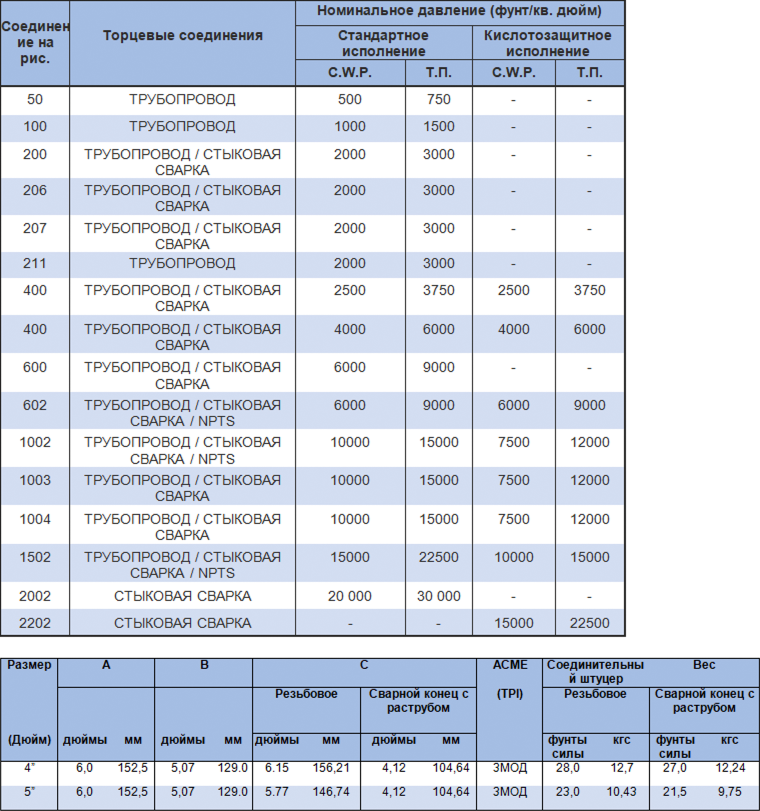 Номинальное давление (фунт/кв. дюйм)
Соединен
ие на
рис.
Торцевые соединения
Стандартное
исполнение
Кислотозащитное
исполнение
C.W.P. Т.П. C.W.P. Т.П.
50 ТРУБОПРОВОД 500 750 - -
100 ТРУБОПРОВОД 1000 1500 - -
200 ТРУБОПРОВОД / СТЫКОВАЯ 2000 3000 - -
СВАРКА
206 ТРУБОПРОВОД / СТЫКОВАЯ 2000 3000 - -
СВАРКА
207 ТРУБОПРОВОД / СТЫКОВАЯ 2000 3000 - -
СВАРКА
211 ТРУБОПРОВОД 2000 3000 - -
400 ТРУБОПРОВОД / СТЫКОВАЯ 2500 3750 2500 3750
СВАРКА
400 ТРУБОПРОВОД / СТЫКОВАЯ 4000 6000 4000 6000
СВАРКА
600 ТРУБОПРОВОД / СТЫКОВАЯ 6000 9000 - -
СВАРКА
602 ТРУБОПРОВОД / СТЫКОВАЯ 6000 9000 6000 9000
СВАРКА / NPTS
1002 ТРУБОПРОВОД / СТЫКОВАЯ 10000 15000 7500 12000
СВАРКА / NPTS
1003 ТРУБОПРОВОД / СТЫКОВАЯ 10000 15000 7500 12000
СВАРКА
1004 ТРУБОПРОВОД / СТЫКОВАЯ 10000 15000 7500 12000
СВАРКА
1502 ТРУБОПРОВОД / СТЫКОВАЯ 15000 22500 10000 15000
СВАРКА / NPTS
2002 СТЫКОВАЯ СВАРКА 20 000 30 000 - -
2202 СТЫКОВАЯ СВАРКА - - 15000 22500
Размер A B C ACME Соединительны Вес
й штуцер
Резьбовое Сварной конец с (TPI) Резьбовое Сварной конец с
раструбом раструбом
(Дюйм) дюймы мм дюймы мм дюймы мм дюймы мм фунты кгс фунты кгс
силы силы
4" 6,0 152,5 5,07 129.0 6.15 156,21 4,12 104,64 3МОД 28,0 12,7 27,0 12,24
5" 6,0 152,5 5,07 129.0 5.77 146,74 4,12 104,64 3МОД 23,0 10,43 21,5 9,75